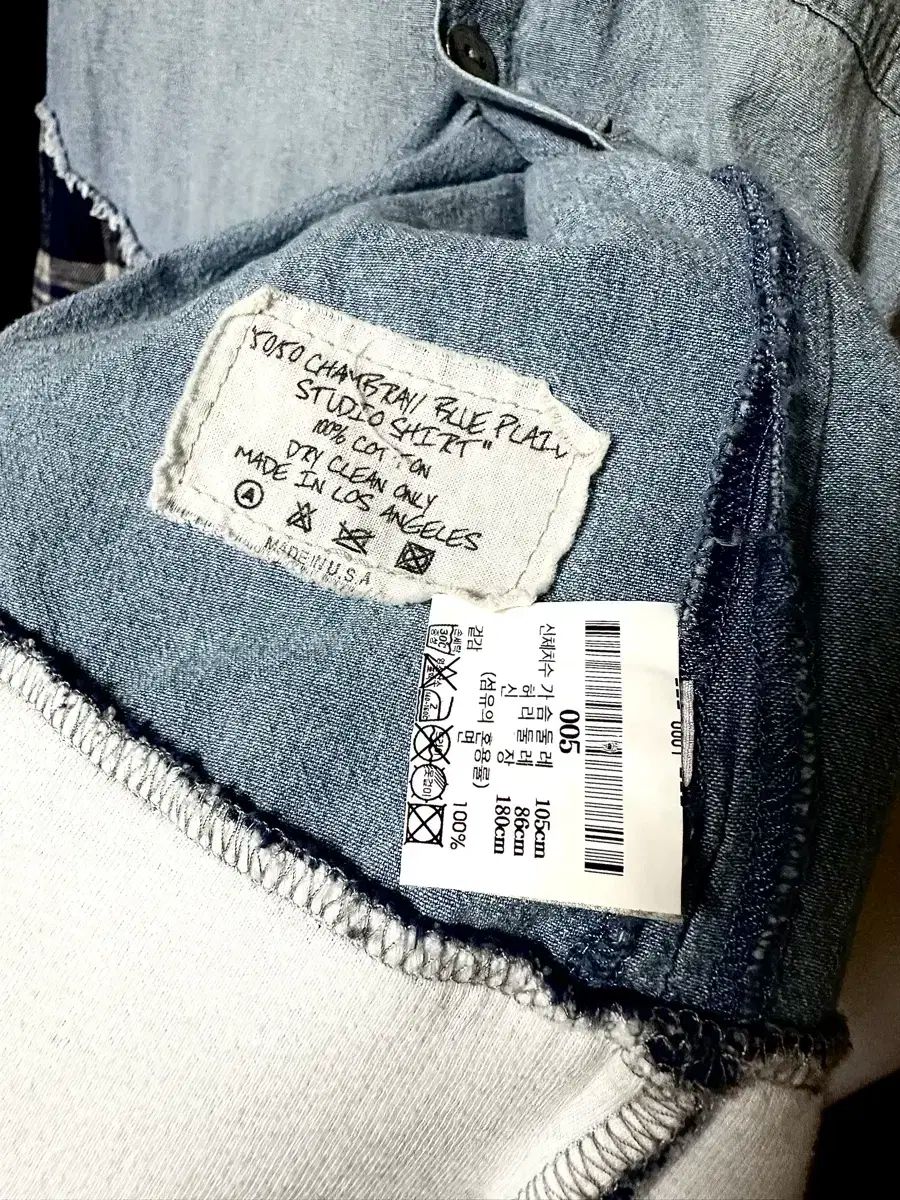 "50/50 CHAMBRAY/ BLUE PLAID
STUDIO SHIRT"
100% COTTON
DRY CLEAN ONLY
MADE IN LOS ANGELES
A
MADE IN U.S.A
005
신체치수 가슴둘레 105cm
허리둘레 86cm
신장 180cm
(섬유의 혼용률)
겉감 면 100%